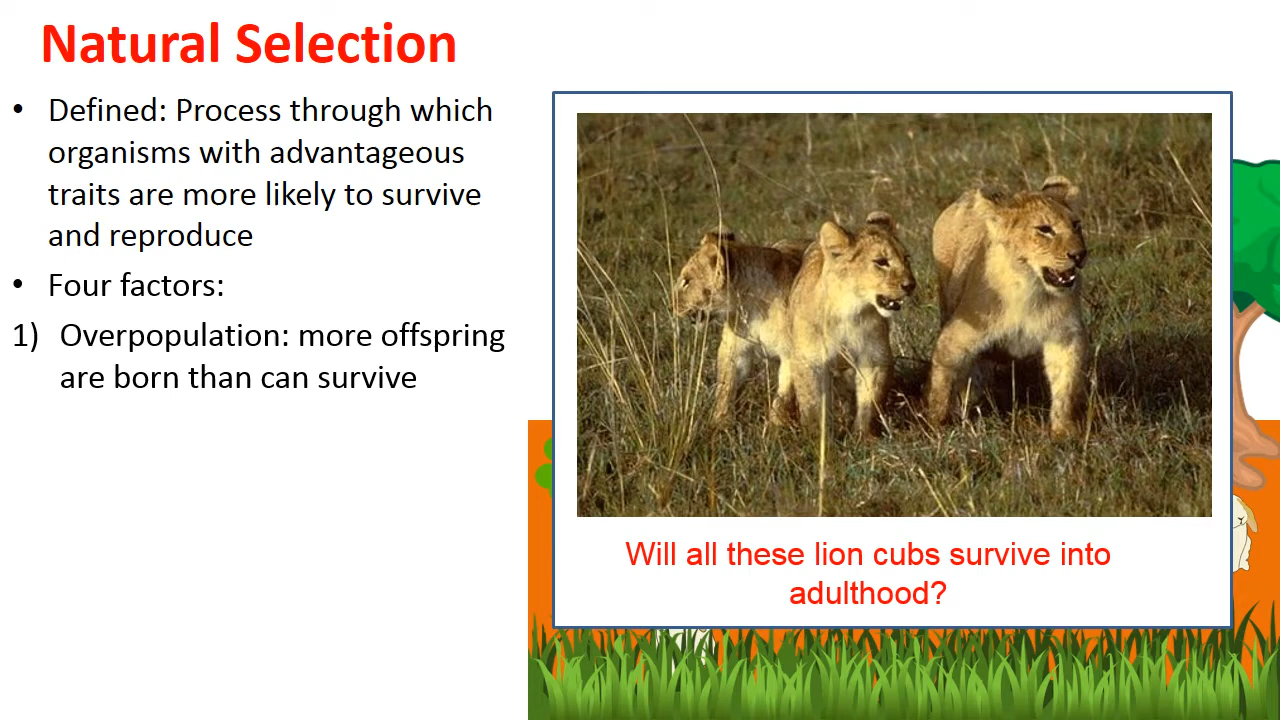 Natural Selection
• Defined: Process through which
organisms with advantageous
traits are more likely to survive
and reproduce
• Four factors:
1) Overpopulation: more offspring
are born than can survive
Will all these lion cubs survive into
adulthood?